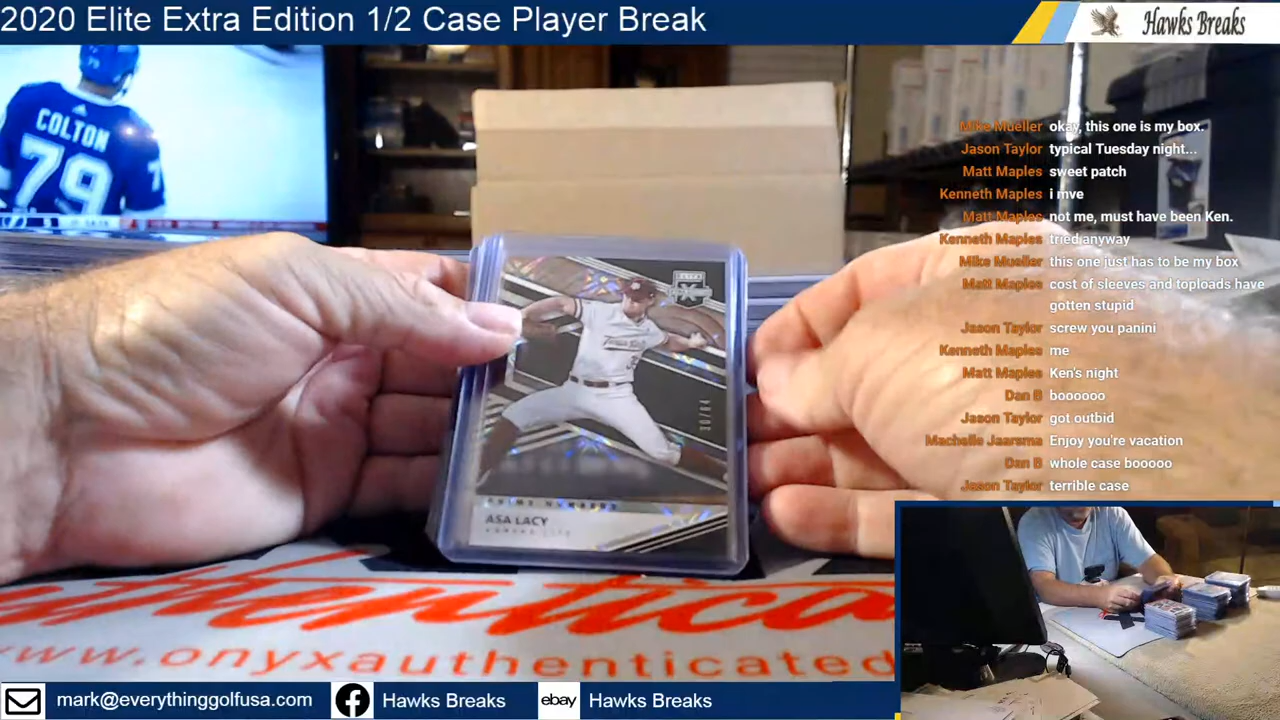 2020 Elite Extra Edition 1/2 Case Player Break
Hawks Breaks
COLTON
79
Mike Mueller okay, this one is my box.
Jason Taylor typical Tuesday night...
Matt Maples sweet patch
Kenneth Maples i mve
Matt Maples not me, must have been Ken.
Kenneth Maples tried anyway
Mike Mueller this one just has to be my box
Matt Maples cost of sleeves and toploads have
gotten stupid
Jason Taylor screw you panini
Kenneth Maples me
Matt Maples Ken's night
Dan B boooooo
Jason Taylor got outbid
Machelle Jaarsma Enjoy you're vacation
Dan B whole case booooo
Jason Taylor terrible case
ELITE
PRIME NUMBERS
ASA LACY
www.onyxauthenticated
mark@everythinggolfusa.com
Hawks Breaks
ebay
Hawks Breaks